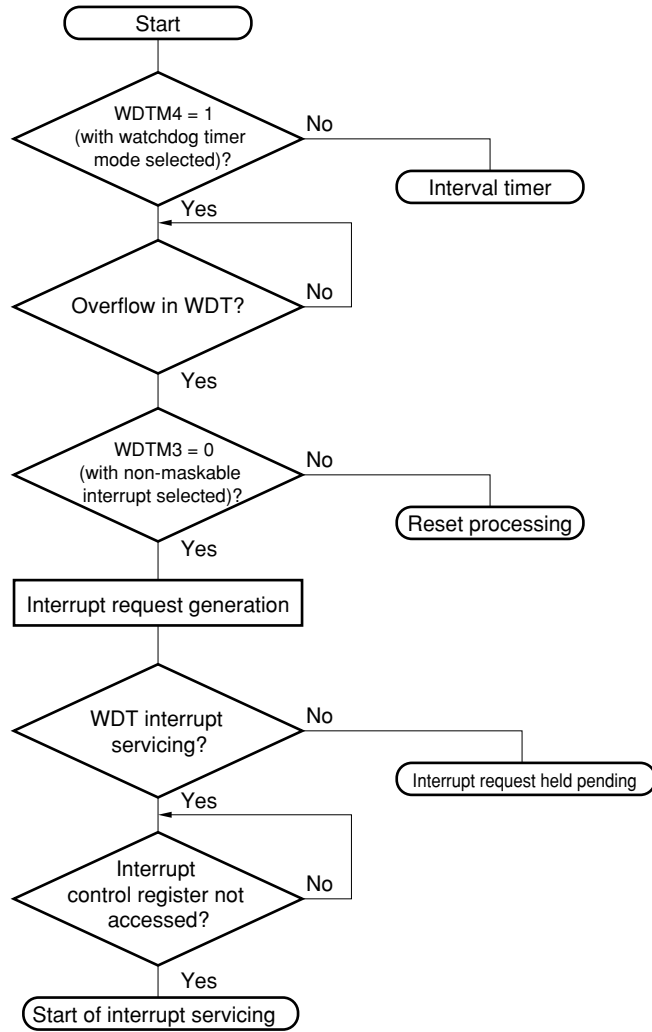 Start
WDTM4 = 1
(with watchdog timer
mode selected)?
No
Interval timer
Yes
Overflow in WDT?
No
Yes
WDTM3 = 0
(with non-maskable
interrupt selected)?
No
Reset processing
Yes
Interrupt request generation
WDT interrupt
servicing?
No
Interrupt request held pending
Yes
Interrupt
control register not
accessed?
No
Yes
Start of interrupt servicing